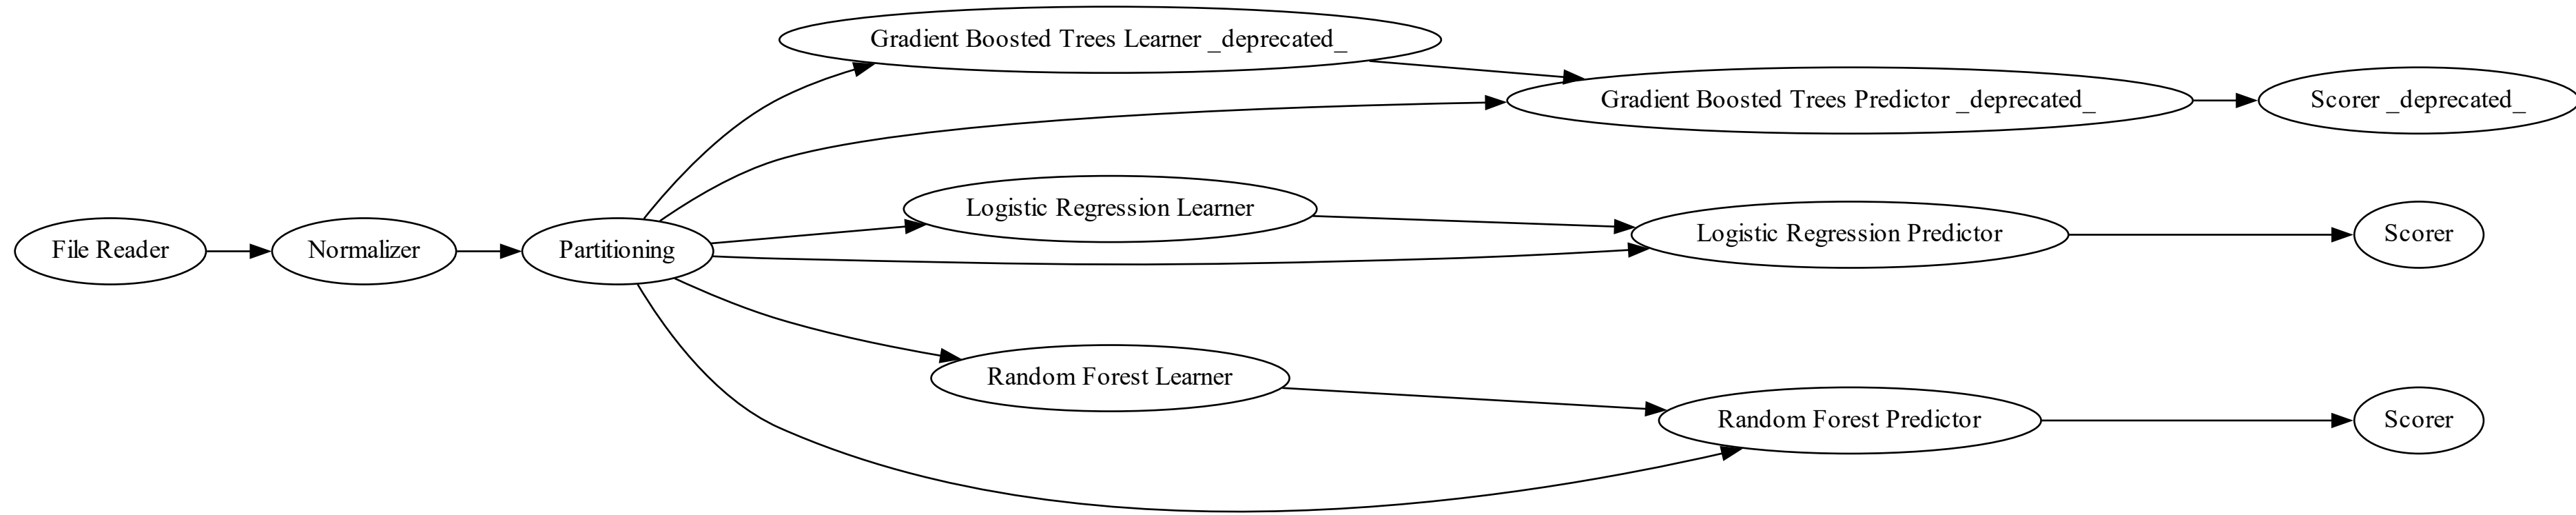 Gradient Boosted Trees Learner _deprecated_
Gradient Boosted Trees Predictor _deprecated_
Scorer _deprecated_
Logistic Regression Learner
Logistic Regression Predictor
Scorer
File Reader
Normalizer
Partitioning
Random Forest Learner
Random Forest Predictor
Scorer